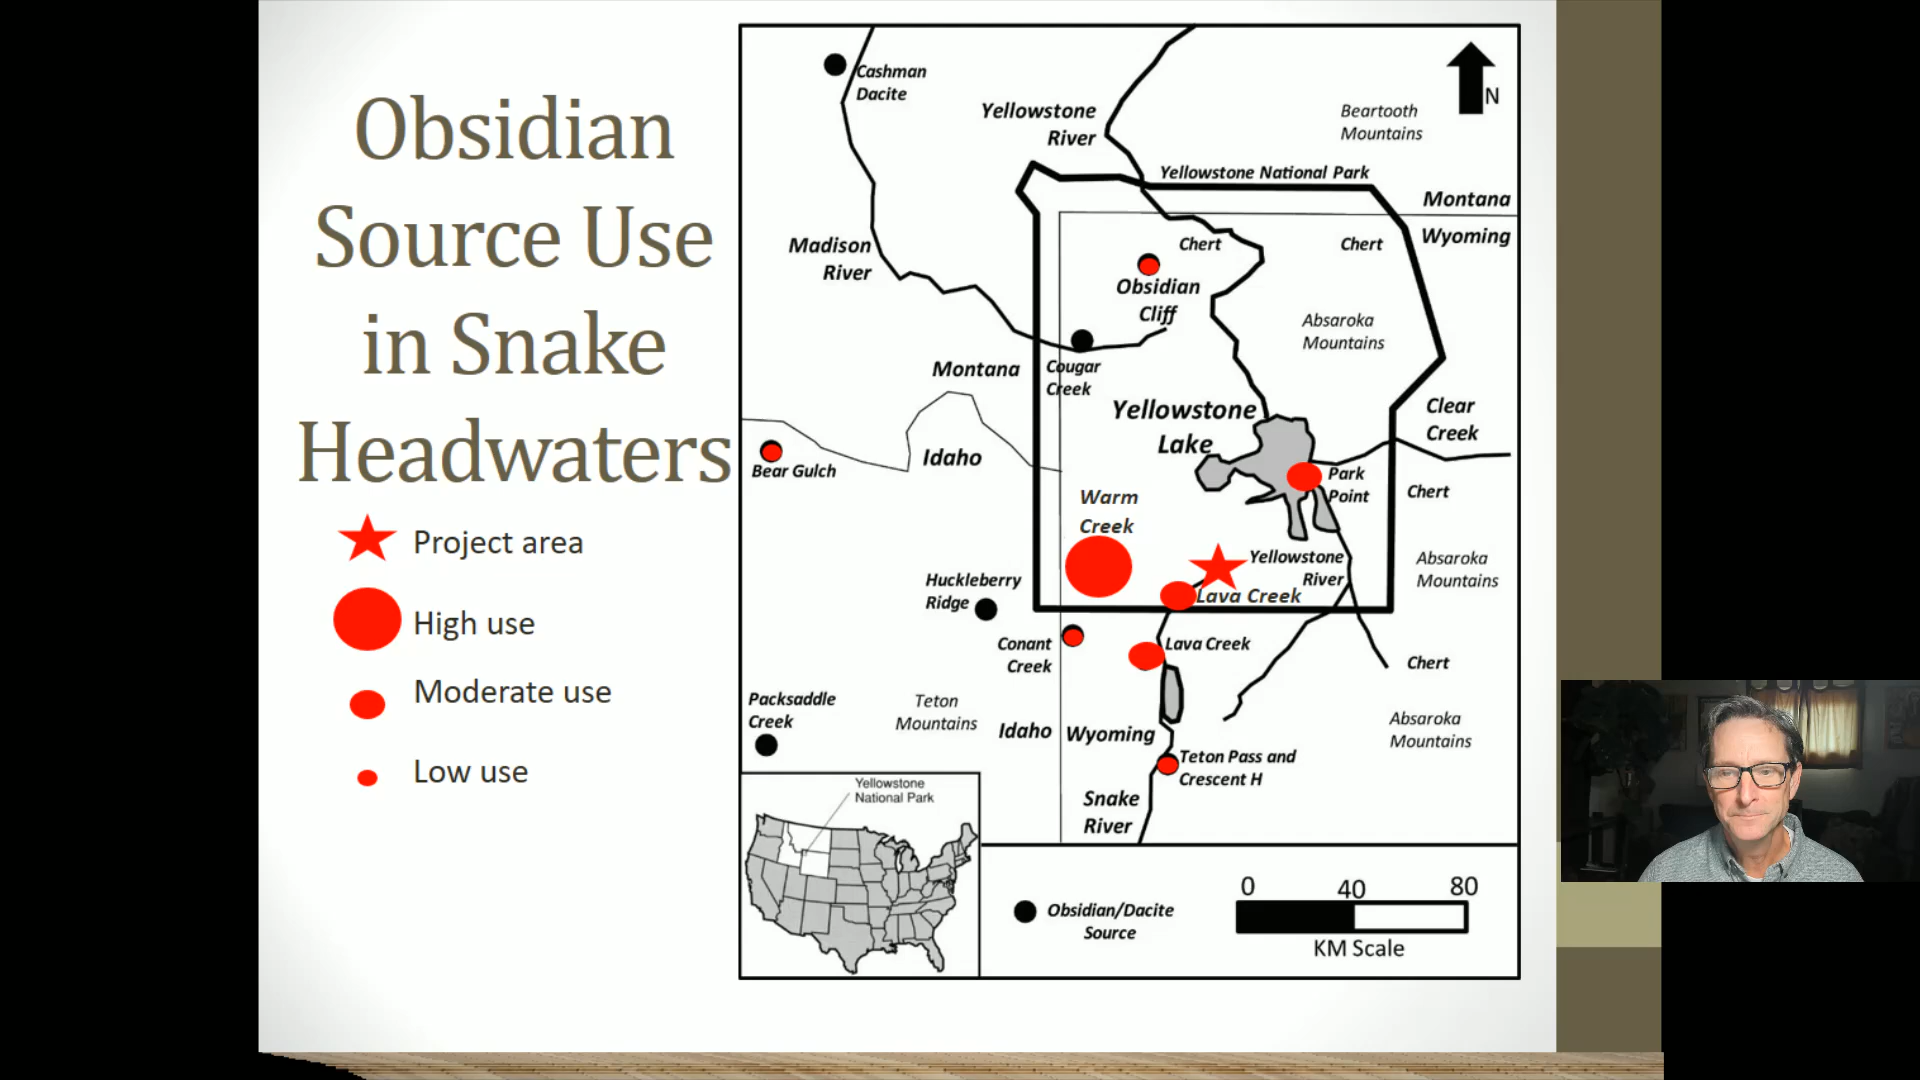 Obsidian
Source Use
in Snake
Headwaters
Project area
High use
Moderate use
Low use
Cashman
Dacite
Yellowstone
River
Beartooth
Mountains
N
Yellowstone National Park
Montana
Wyoming
Madison
River
Chert
Chert
Obsidian
Cliff
Absaroka
Mountains
Montana
Cougar
Creek
Yellowstone
Lake
Clear
Creek
Idaho
Bear Gulch
Park
Point
Chert
Warm
Creek
Yellowstone
River
Absaroka
Mountains
Huckleberry
Ridge
Lava Creek
Conant
Creek
Lava Creek
Chert
Packsaddle
Creek
Teton
Mountains
Idaho
Wyoming
Absaroka
Mountains
Teton Pass and
Crescent H
Snake
River
Yellowstone
National Park
Obsidian/Dacite
Source
0 40 80
KM Scale